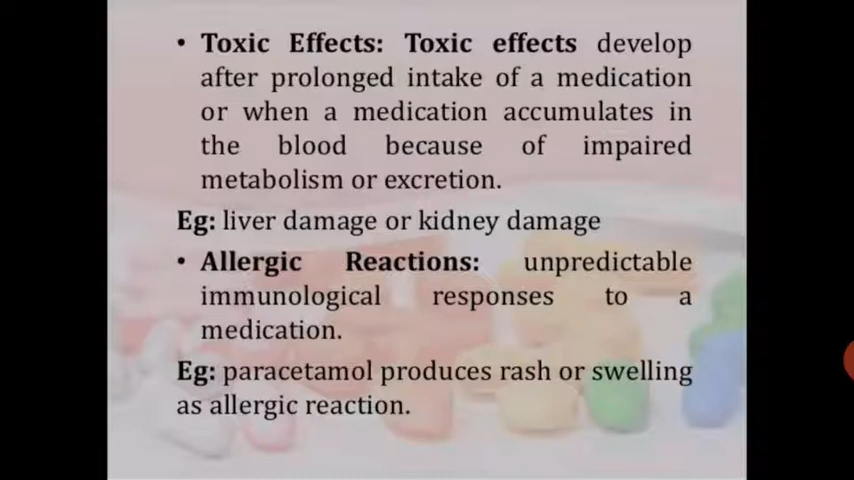 • Toxic Effects: Toxic effects develop
after prolonged intake of a medication
or when a medication accumulates in
the blood because of impaired
metabolism or excretion.
Eg: liver damage or kidney damage
• Allergic Reactions: unpredictable
immunological responses to a
medication.
Eg: paracetamol produces rash or swelling
as allergic reaction.